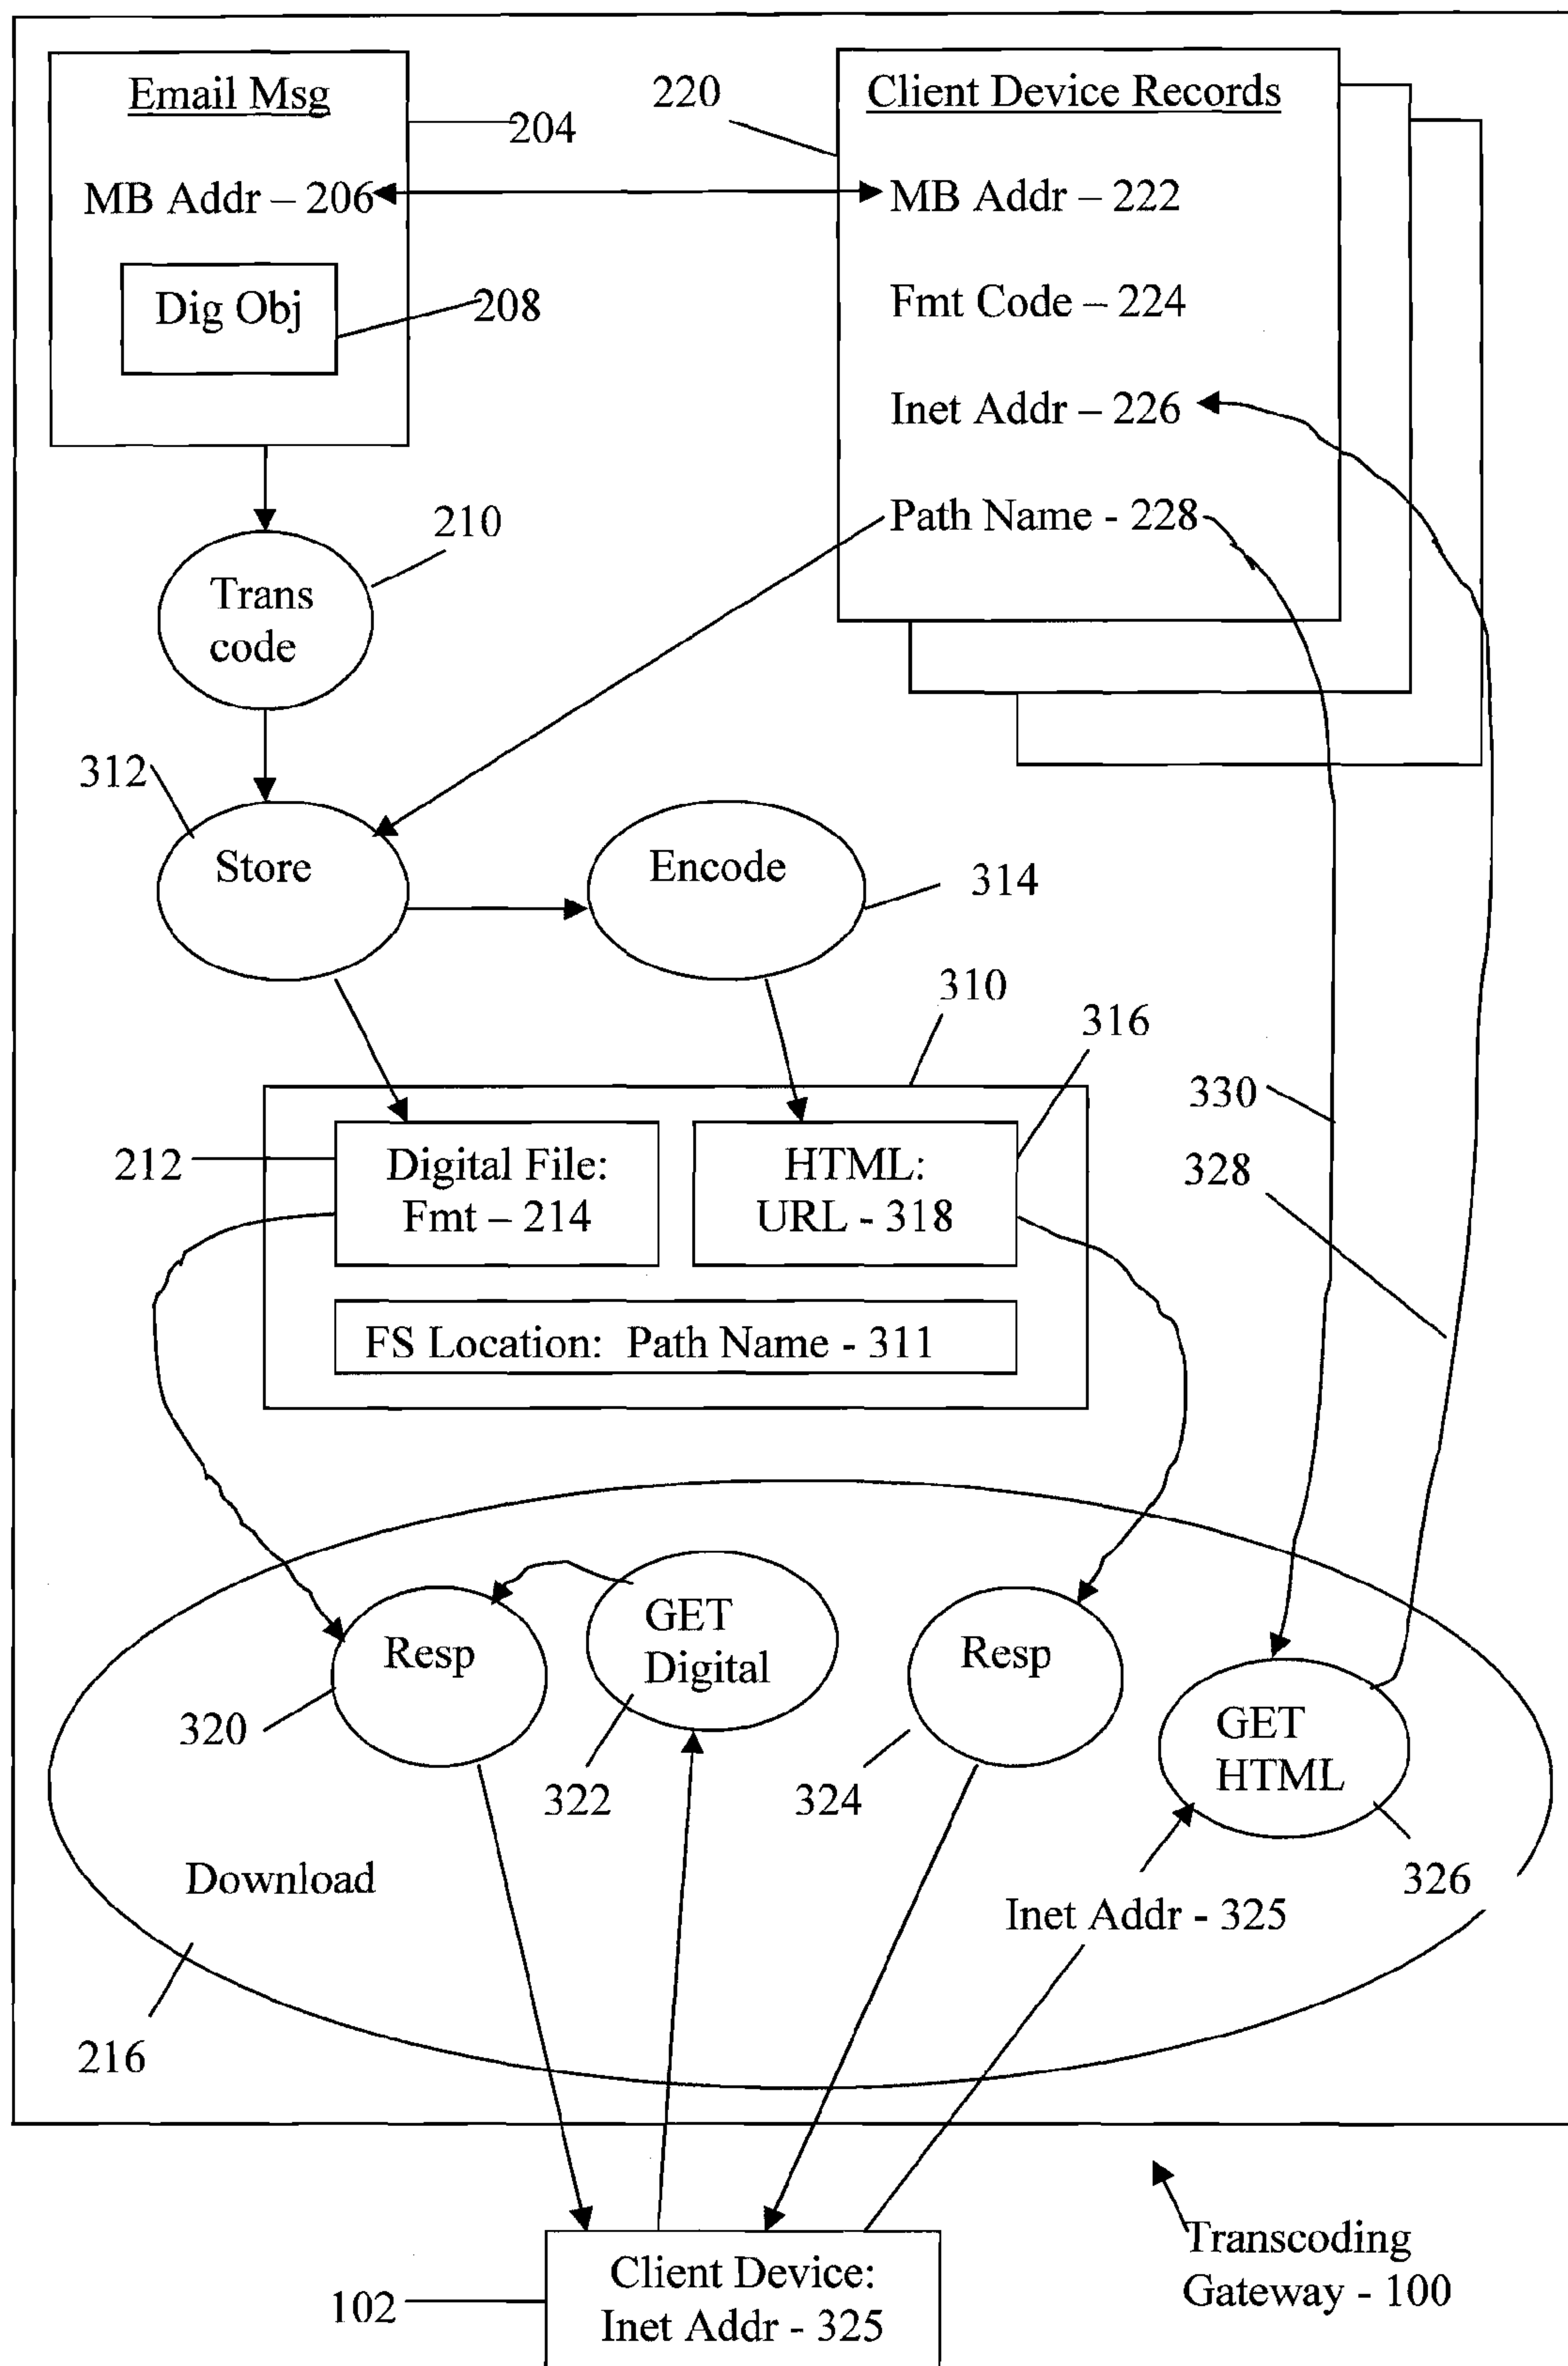 Email Msg
204
MB Addr – 206
Dig Obj
208
220
Client Device Records
MB Addr – 222
Fmt Code – 224
Inet Addr – 226
Path Name - 228
210
Trans
code
312
Store
Encode
314
310
316
330
328
212
Digital File:
Fmt – 214
HTML:
URL - 318
FS Location: Path Name - 311
Resp
320
GET
Digital
322
Resp
324
GET
HTML
326
Download
Inet Addr - 325
216
Client Device:
Inet Addr - 325
102
Transcoding
Gateway - 100